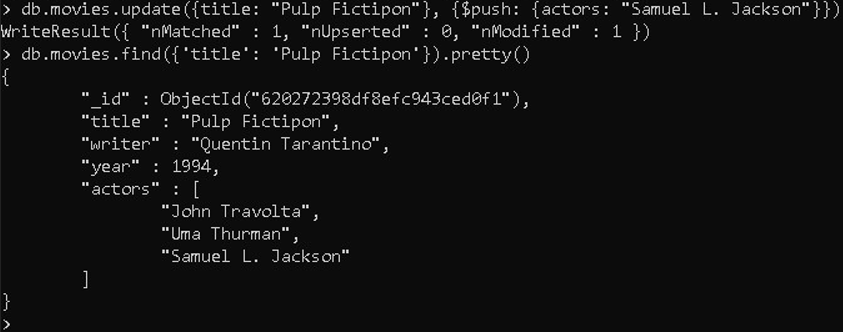 > db.movies.update({title: "Pulp Fictipon"}, {$push: {actors: "Samuel L. Jackson"}})
WriteResult({ "nMatched" : 1, "nUpserted" : 0, "nModified" : 1 })
> db.movies.find({'title': 'Pulp Fictipon'}).pretty()
{
        "_id" : ObjectId("620272398df8efc943ced0f1"),
        "title" : "Pulp Fictipon",
        "writer" : "Quentin Tarantino",
        "year" : 1994,
        "actors" : [
                "John Travolta",
                "Uma Thurman",
                "Samuel L. Jackson"
        ]
}
>